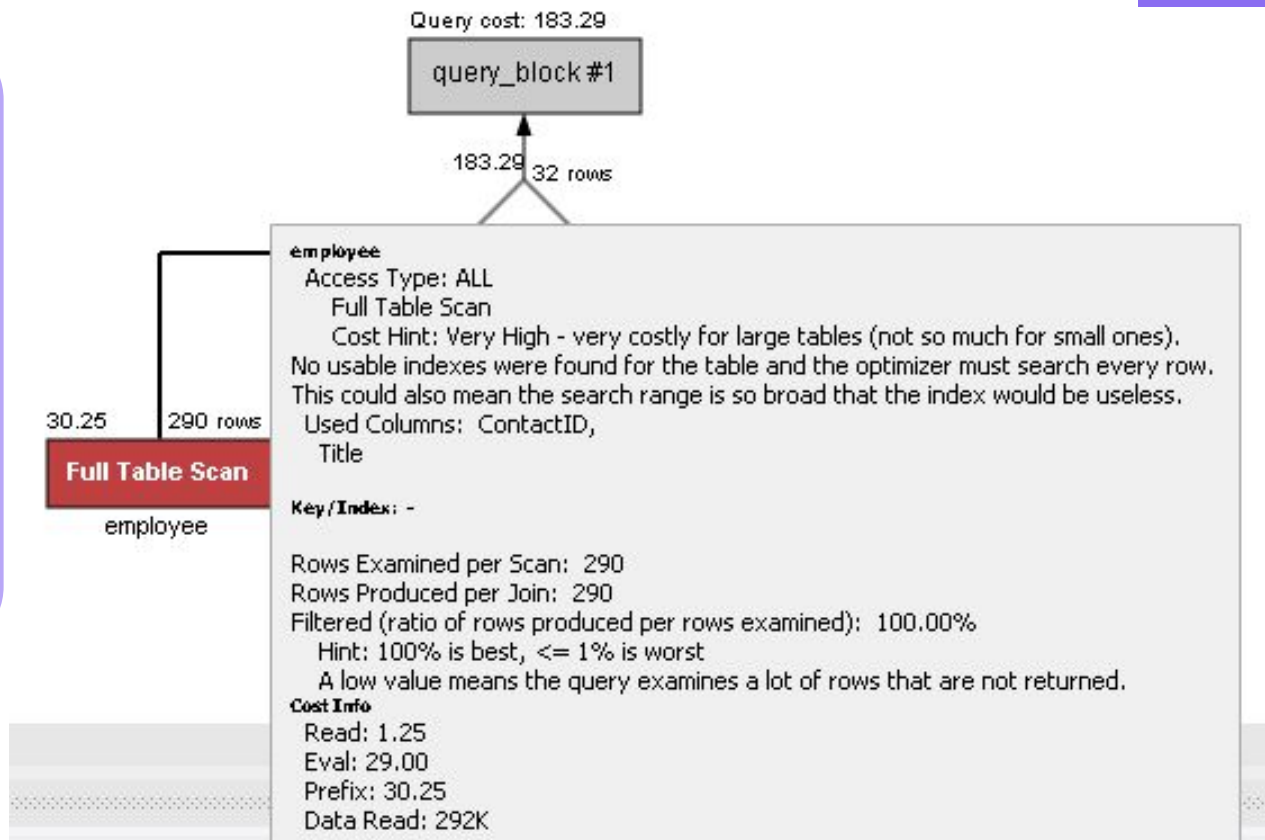 Query cost: 183.29
query_block #1
183.29
32 rows
employee
Access Type: ALL
Full Table Scan
Cost Hint: Very High - very costly for large tables (not so much for small ones).
No usable indexes were found for the table and the optimizer must search every row.
This could also mean the search range is so broad that the index would be useless.
Used Columns: ContactID,
Title
Key/Index: -
Rows Examined per Scan: 290
Rows Produced per Join: 290
Filtered (ratio of rows produced per rows examined): 100.00%
Hint: 100% is best, <= 1% is worst
A low value means the query examines a lot of rows that are not returned.
Cost Info
Read: 1.25
Eval: 29.00
Prefix: 30.25
Data Read: 292K
30.25
290 rows
Full Table Scan
employee